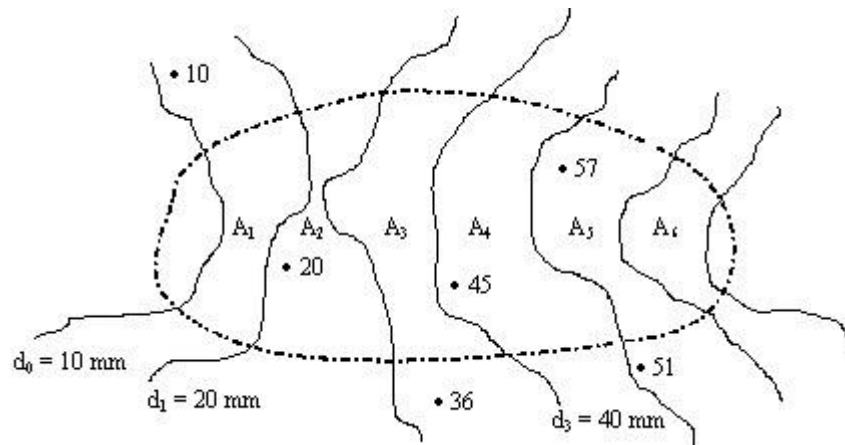 10
57
A₁
A₂
A₃
A₄
A₅
A₆
20
45
d₀ = 10 mm
51
d₁ = 20 mm
36
d₃ = 40 mm